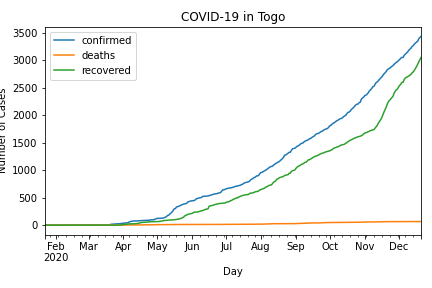 COVID-19 in Togo
confirmed
deaths
recovered
Number of Cases
3500
3000
2500
2000
1500
1000
500
0
Feb Mar Apr May Jun Jul Aug Sep Oct Nov Dec
2020
Day